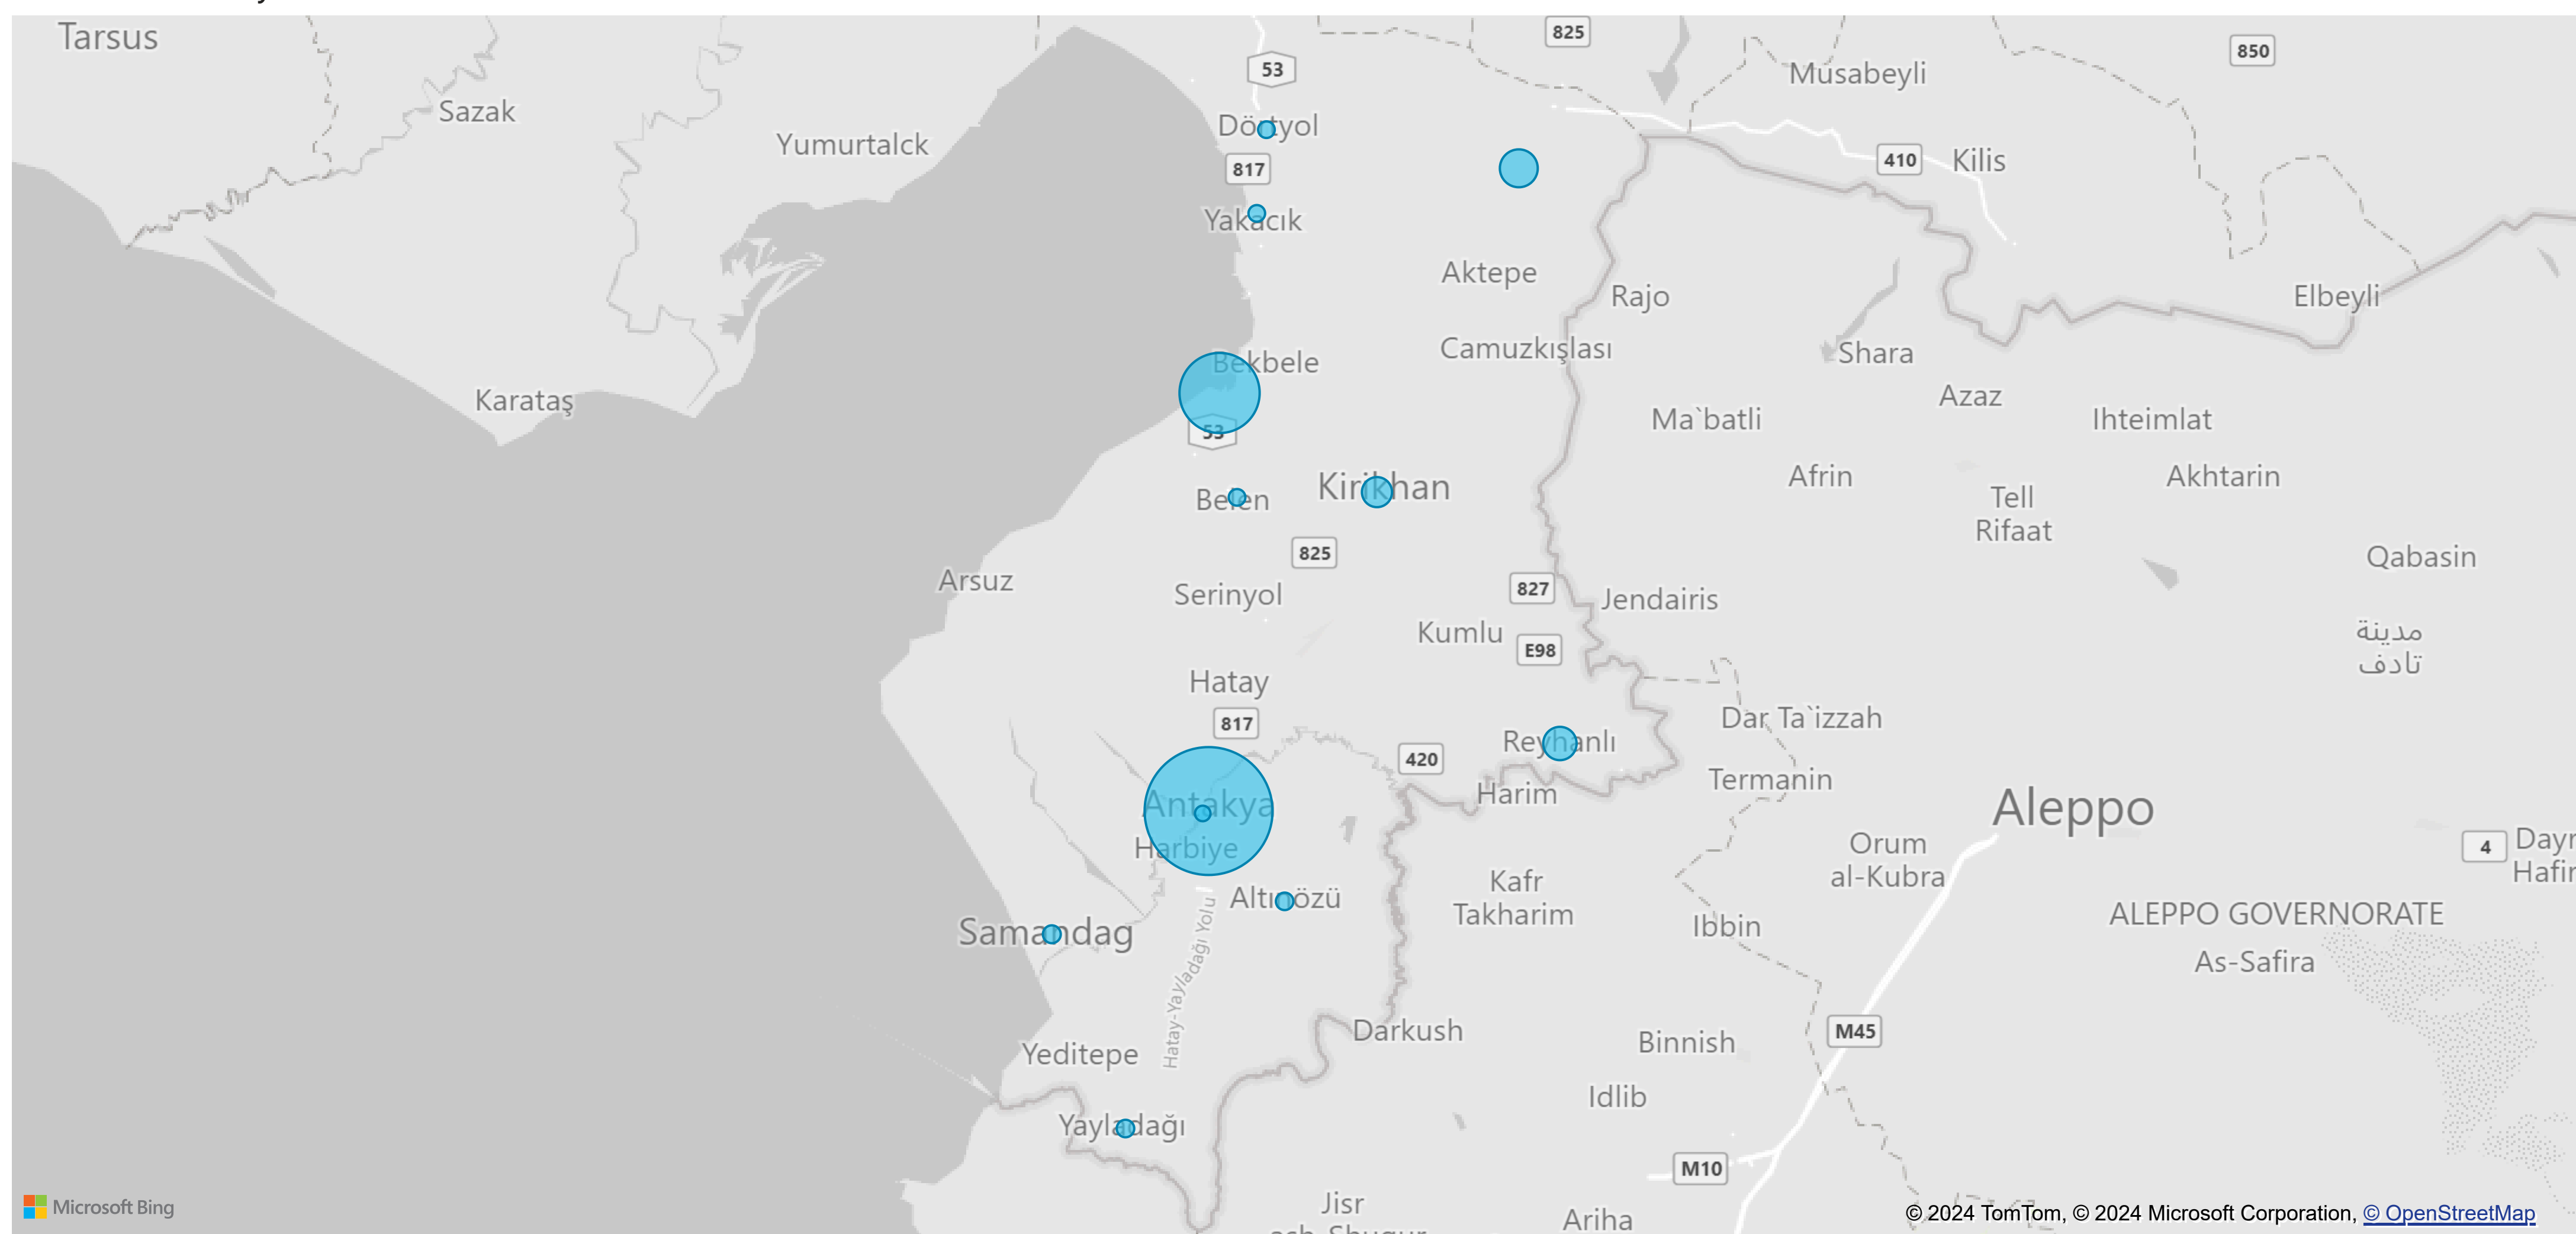 Tarsus
825
850
53
Musabeyli
Sazak
Dörtyol
Yumurtalck
817
410
Kilis
Yakacık
Aktepe
Rajo
Elbeyli
Camuzkışlası
Shara
Bekbele
Karataş
Azaz
Ma`batli
Ihteimlat
53
Afrin
Akhtarin
Kirikhan
Belen
Tell
Rifaat
825
Qabasin
Arsuz
827
Serinyol
Jendairis
Kumlu
E98
مدينة
تادف
Hatay
817
Dar Ta`izzah
Reyhanlı
420
Termanin
Harim
Antakya
Aleppo
Harbiye
Orum
al-Kubra
4
Dayr
Hafir
Kafr
Takharim
Altınözü
ALEPPO GOVERNORATE
Ibbin
Samandag
As-Safira
Hatay-Yayladağı Yolu
Darkush
M45
Binnish
Yeditepe
Idlib
Yayladağı
M10
Jisr
ash-Shugur
Ariha
Microsoft Bing
© 2024 TomTom, © 2024 Microsoft Corporation, © OpenStreetMap